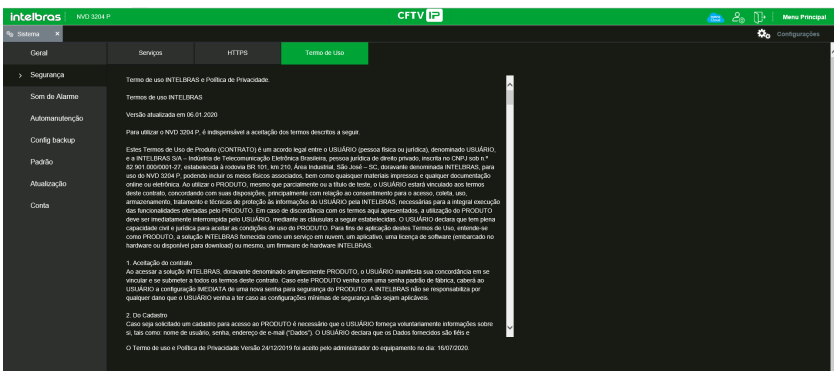 intelbras NVD 3204 P CFTV IP Menu Principal
Sistema × Configurações
Geral
Segurança
Som de Alarme
Automanutenção
Config backup
Padrão
Atualização
Conta
Serviços HTTPS Termo de Uso
Termo de uso INTELBRAS e Política de Privacidade.
Termos de uso INTELBRAS
Versão atualizada em 06.01.2020
Para utilizar o NVD 3204 P, é indispensável a aceitação dos termos descritos a seguir.
Estes Termos de Uso de Produto (CONTRATO) é um acordo legal entre o USUÁRIO (pessoa física ou jurídica), denominado USUÁRIO,
e a INTELBRAS S/A – Indústria de Telecomunicação Eletrônica Brasileira, pessoa jurídica de direito privado, inscrita no CNPJ sob n.º
82.901.000/0001-27, estabelecida à rodovia BR 101, km 210, Área Industrial, São José – SC, doravante denominada INTELBRAS, para
uso do NVD 3204 P, podendo incluir os meios físicos associados, bem como quaisquer materiais impressos e qualquer documentação
online ou eletrônica. Ao utilizar o PRODUTO, mesmo que parcialmente ou a título de teste, o USUÁRIO estará vinculado aos termos
deste contrato, concordando com suas disposições, principalmente com relação ao consentimento para o acesso, coleta, uso,
armazenamento, tratamento e técnicas de proteção às informações do USUÁRIO pela INTELBRAS, necessárias para a integral execução
das funcionalidades ofertadas pelo PRODUTO. Em caso de discordância com os termos aqui apresentados, a utilização do PRODUTO
deve ser imediatamente interrompida pelo USUÁRIO, mediante as cláusulas a seguir estabelecidas. O USUÁRIO declara que tem plena
capacidade civil e jurídica para aceitar as condições de uso do PRODUTO. Para fins de aplicação destes Termos de Uso, entende-se
como PRODUTO, a solução INTELBRAS fornecida como um serviço em nuvem, um aplicativo, uma licença de software (embarcado no
hardware ou disponível para download) ou mesmo, um firmware de hardware INTELBRAS.
1. Aceitação do contrato
Ao acessar a solução INTELBRAS, doravante denominado simplesmente PRODUTO, o USUÁRIO manifesta sua concordância em se
vincular e se submeter a todos os termos deste contrato. Caso este PRODUTO venha com uma senha padrão de fábrica, caberá ao
USUÁRIO a configuração IMEDIATA de uma nova senha para segurança do PRODUTO. A INTELBRAS não se responsabiliza por
qualquer dano que o USUÁRIO venha a ter caso as configurações mínimas de segurança não sejam aplicáveis.
2. Do Cadastro
Caso seja solicitado um cadastro para acesso ao PRODUTO é necessário que o USUÁRIO forneça voluntariamente informações sobre
si, tais como: nome de usuário, senha, endereço de e-mail ("Dados"). O USUÁRIO declara que os Dados fornecidos são fiéis e
O Termo de uso e Política de Privacidade Versão 24/12/2019 foi aceito pelo administrador do equipamento no dia: 16/07/2020.